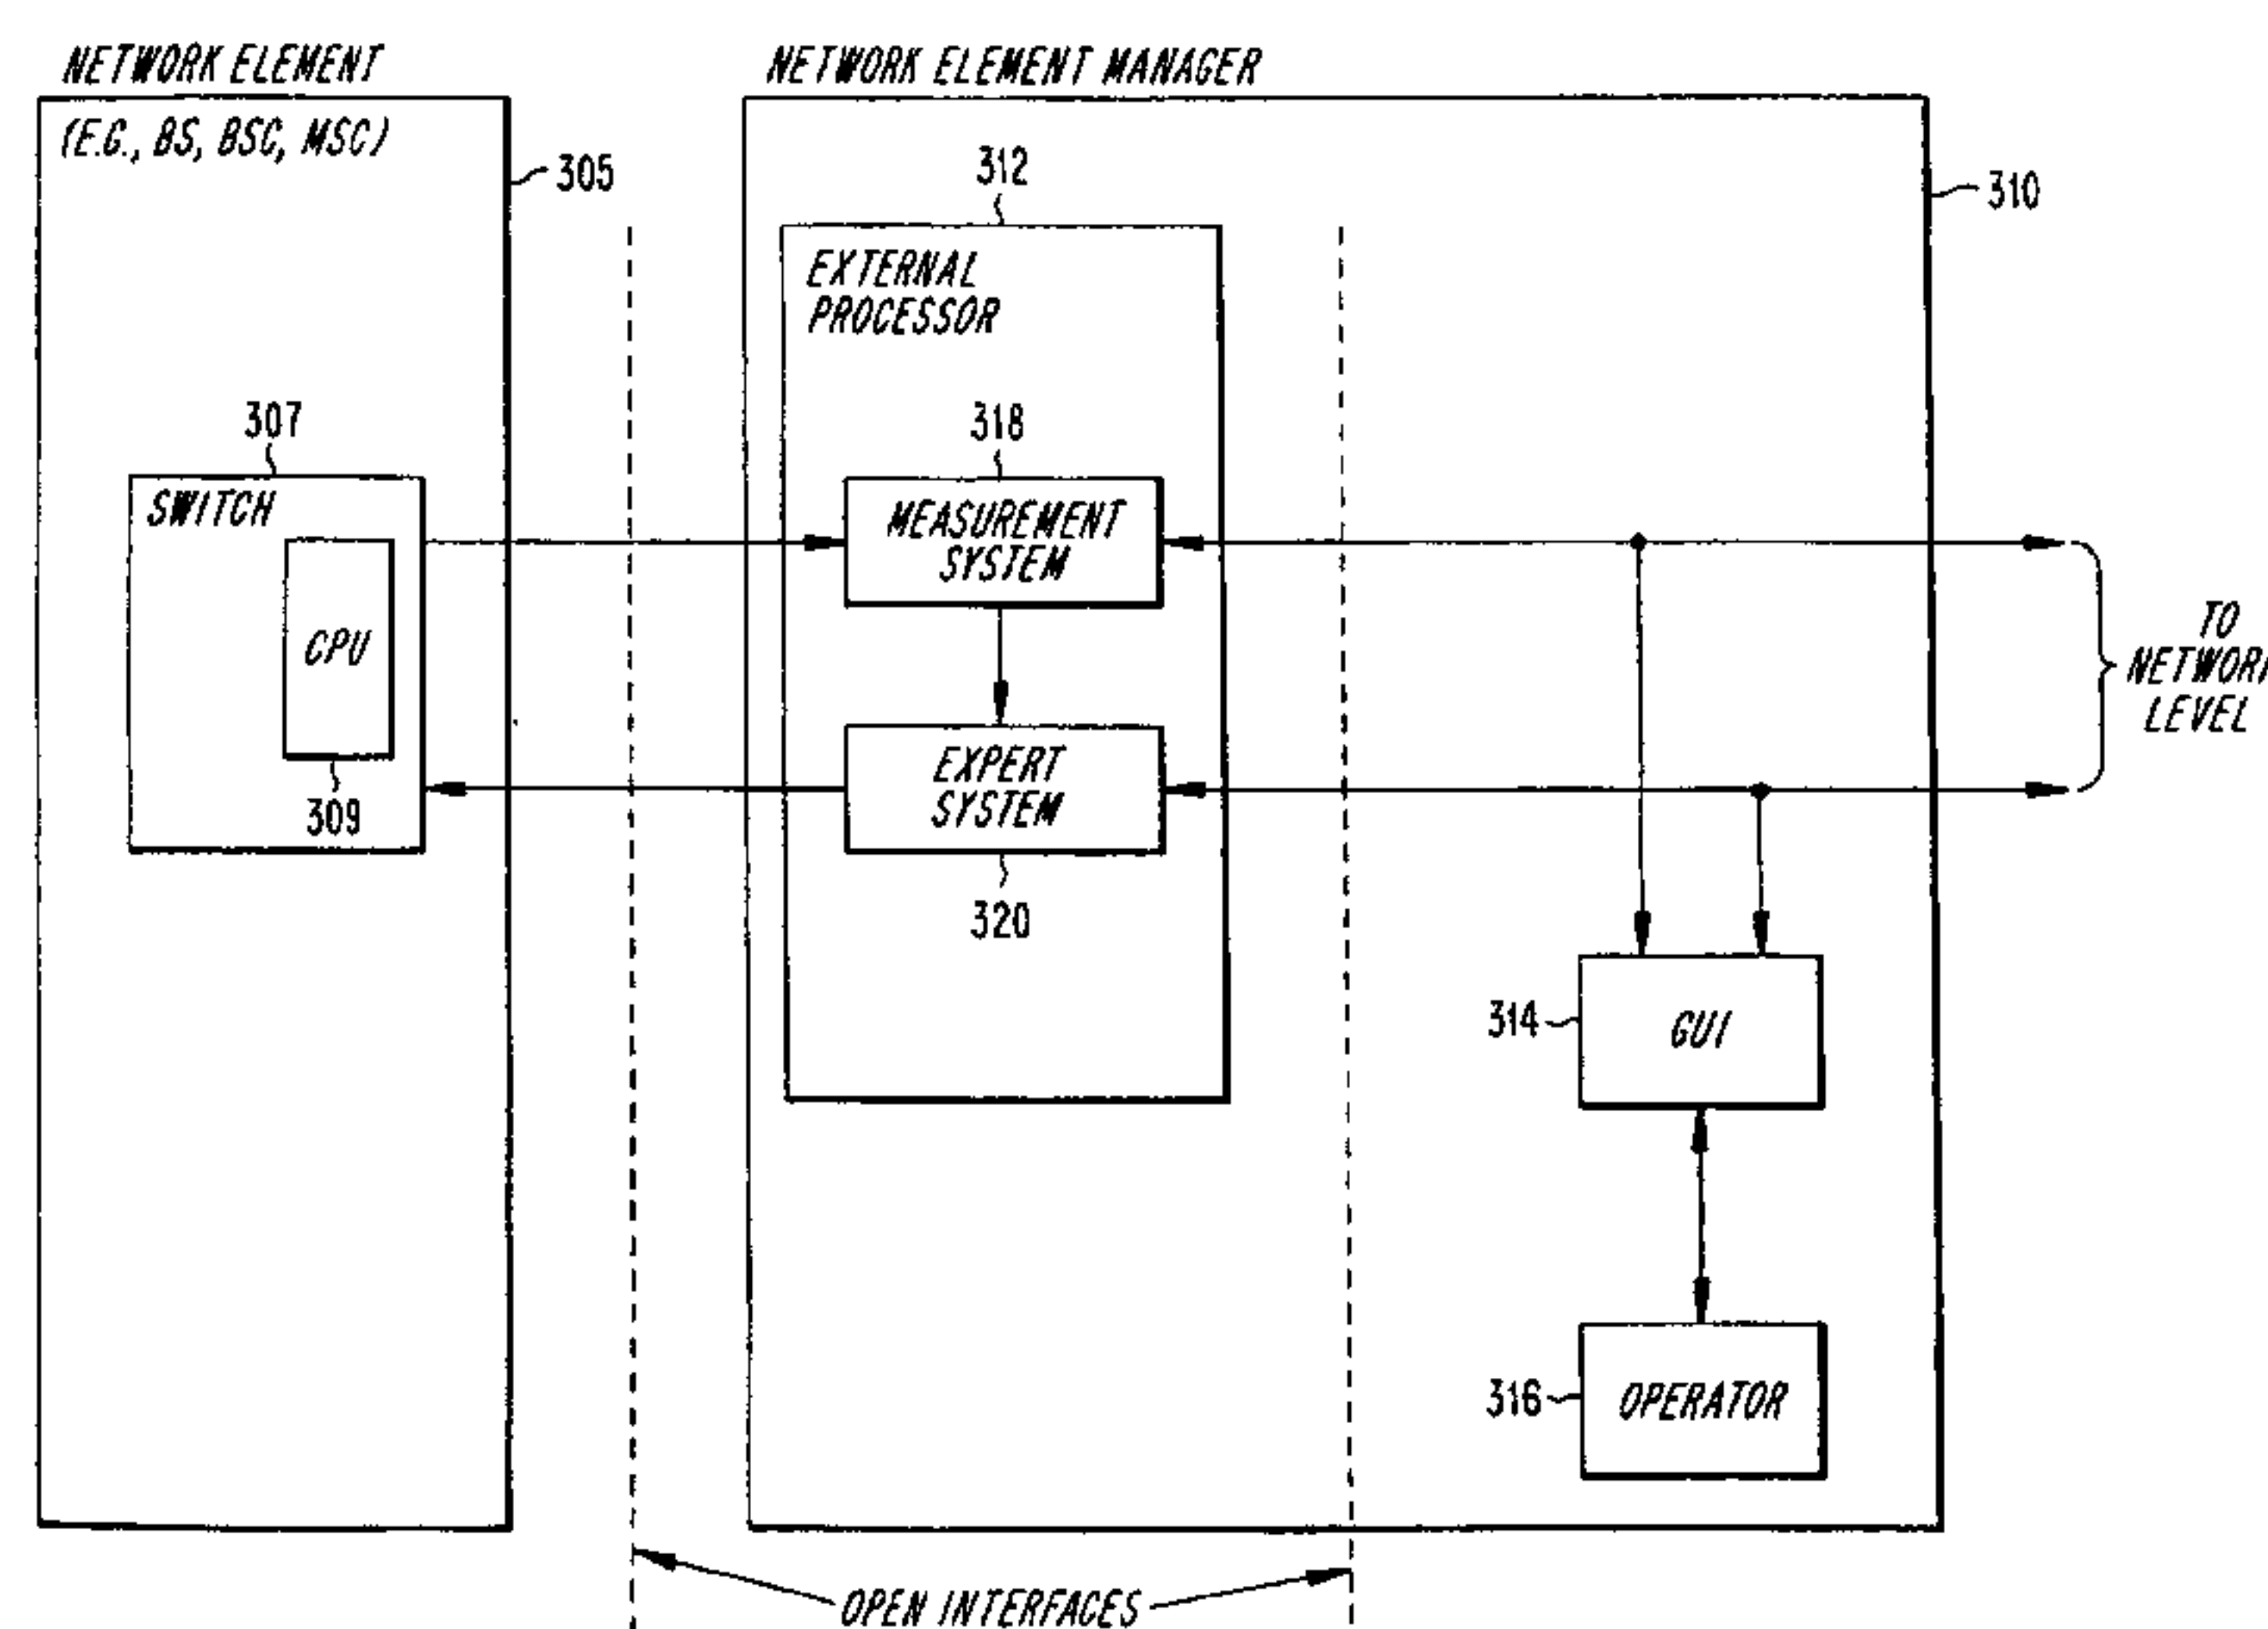 NETWORK ELEMENT
(E.G., BS, BSC, MSC)
305
307
SWITCH
CPU
309
NETWORK ELEMENT MANAGER
310
312
EXTERNAL
PROCESSOR
318
MEASUREMENT
SYSTEM
EXPERT
SYSTEM
320
TO
LEVEL
314
GUI
316
OPERATOR
OPEN INTERFACES